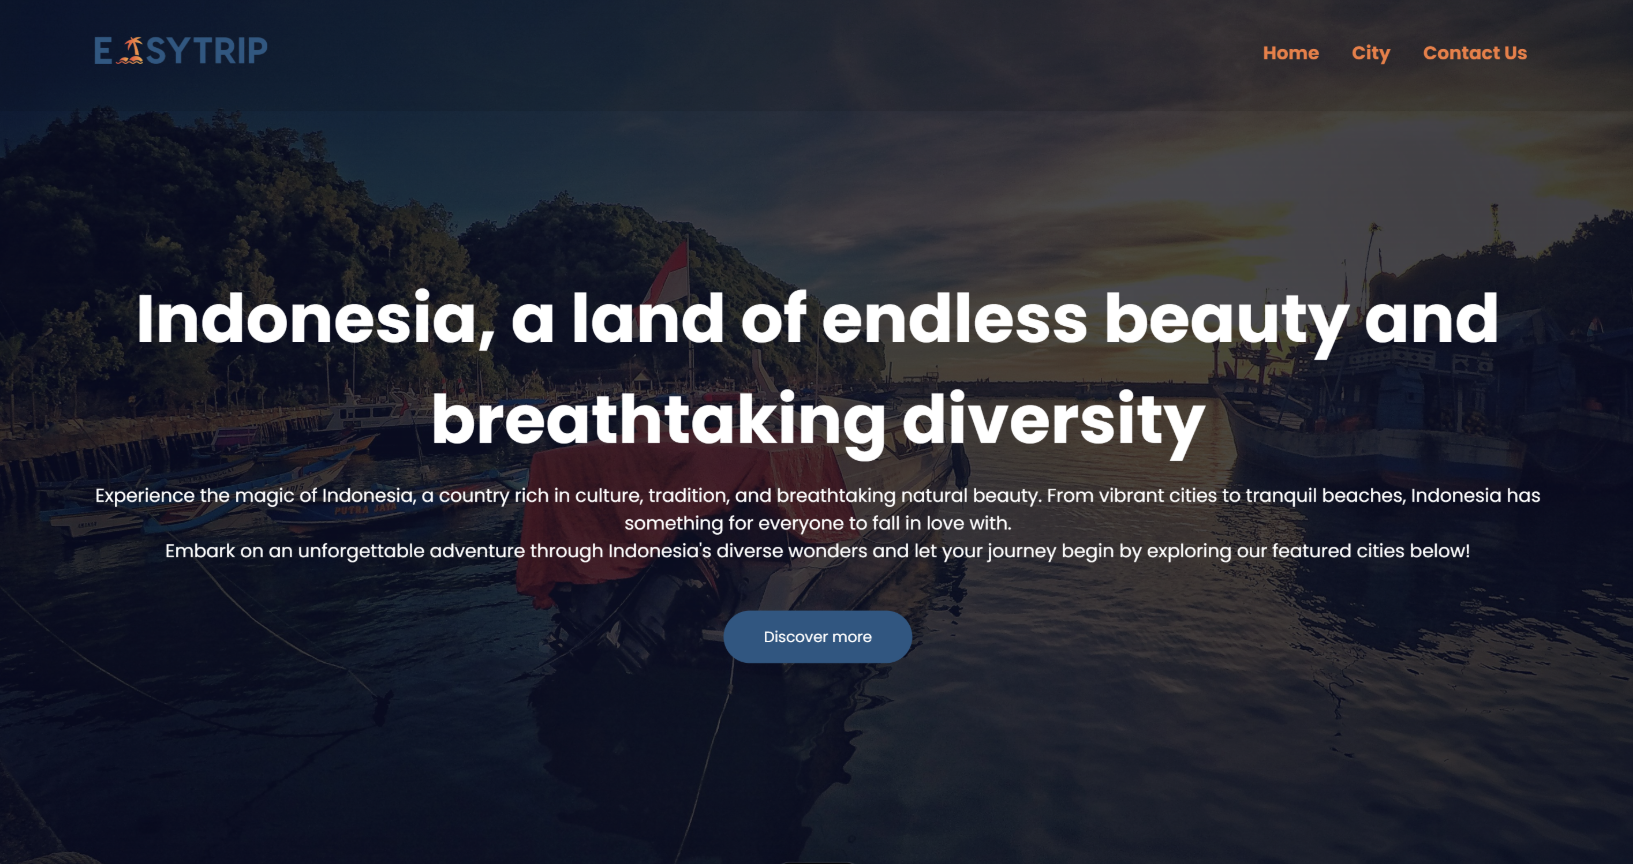 EASYTRIP
Home City Contact Us
Indonesia, a land of endless beauty and
breathtaking diversity
Experience the magic of Indonesia, a country rich in culture, tradition, and breathtaking natural beauty. From vibrant cities to tranquil beaches, Indonesia has
something for everyone to fall in love with.
PUTRA JAYA
Embark on an unforgettable adventure through Indonesia's diverse wonders and let your journey begin by exploring our featured cities below!
Discover more